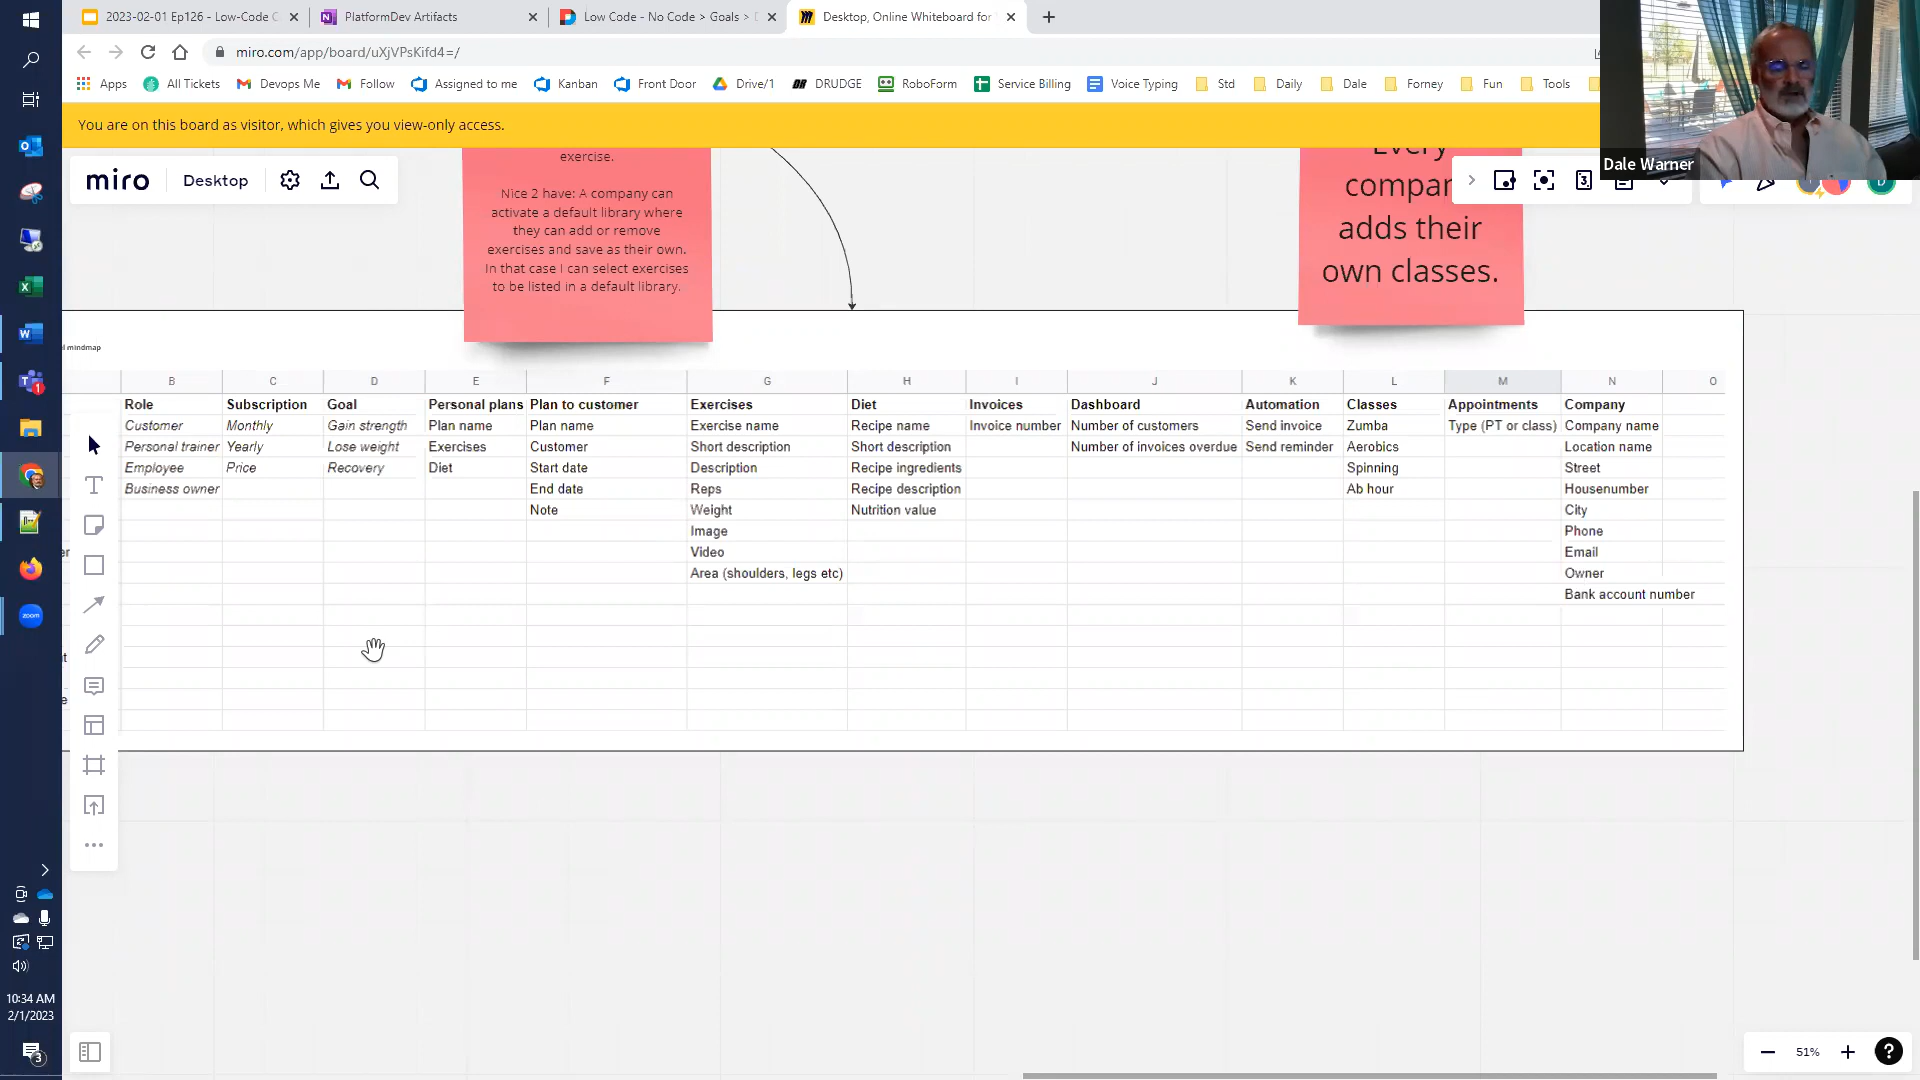 2023-02-01 Ep126 - Low-Code C
PlatformDev Artifacts
Low Code - No Code > Goals >
Desktop, Online Whiteboard for
miro.com/app/board/uXjVPsKifd4=/
Apps
All Tickets
Devops Me
Follow
Assigned to me
Kanban
Front Door
Drive/1
DRUDGE
RoboForm
Service Billing
Voice Typing
Std
Daily
Dale
Forney
Fun
Tools
You are on this board as visitor, which gives you view-only access.
Dale Warner
miro
Desktop
exercise.
Nice 2 have: A company can
activate a default library where
they can add or remove
exercises and save as their own.
In that case I can select exercises
to be listed in a default library.
Every
compan
adds their
own classes.
mindmap
B C D E F G H I J K L M N O
Role Subscription Goal Personal plans Plan to customer Exercises Diet Invoices Dashboard Automation Classes Appointments Company
Customer Monthly Gain strength Plan name Plan name Exercise name Recipe name Invoice number Number of customers Send invoice Zumba Type (PT or class) Company name
Personal trainer Yearly Lose weight Exercises Customer Short description Short description Number of invoices overdue Send reminder Aerobics Location name
Employee Price Recovery Diet Start date Description Recipe ingredients Spinning Street
Business owner End date Reps Recipe description Ab hour Housenumber
Note Weight Nutrition value City
Image Phone
er Video Email
Area (shoulders, legs etc) Owner
Bank account number
t
e
zoom
10:34 AM
2/1/2023
3
51%